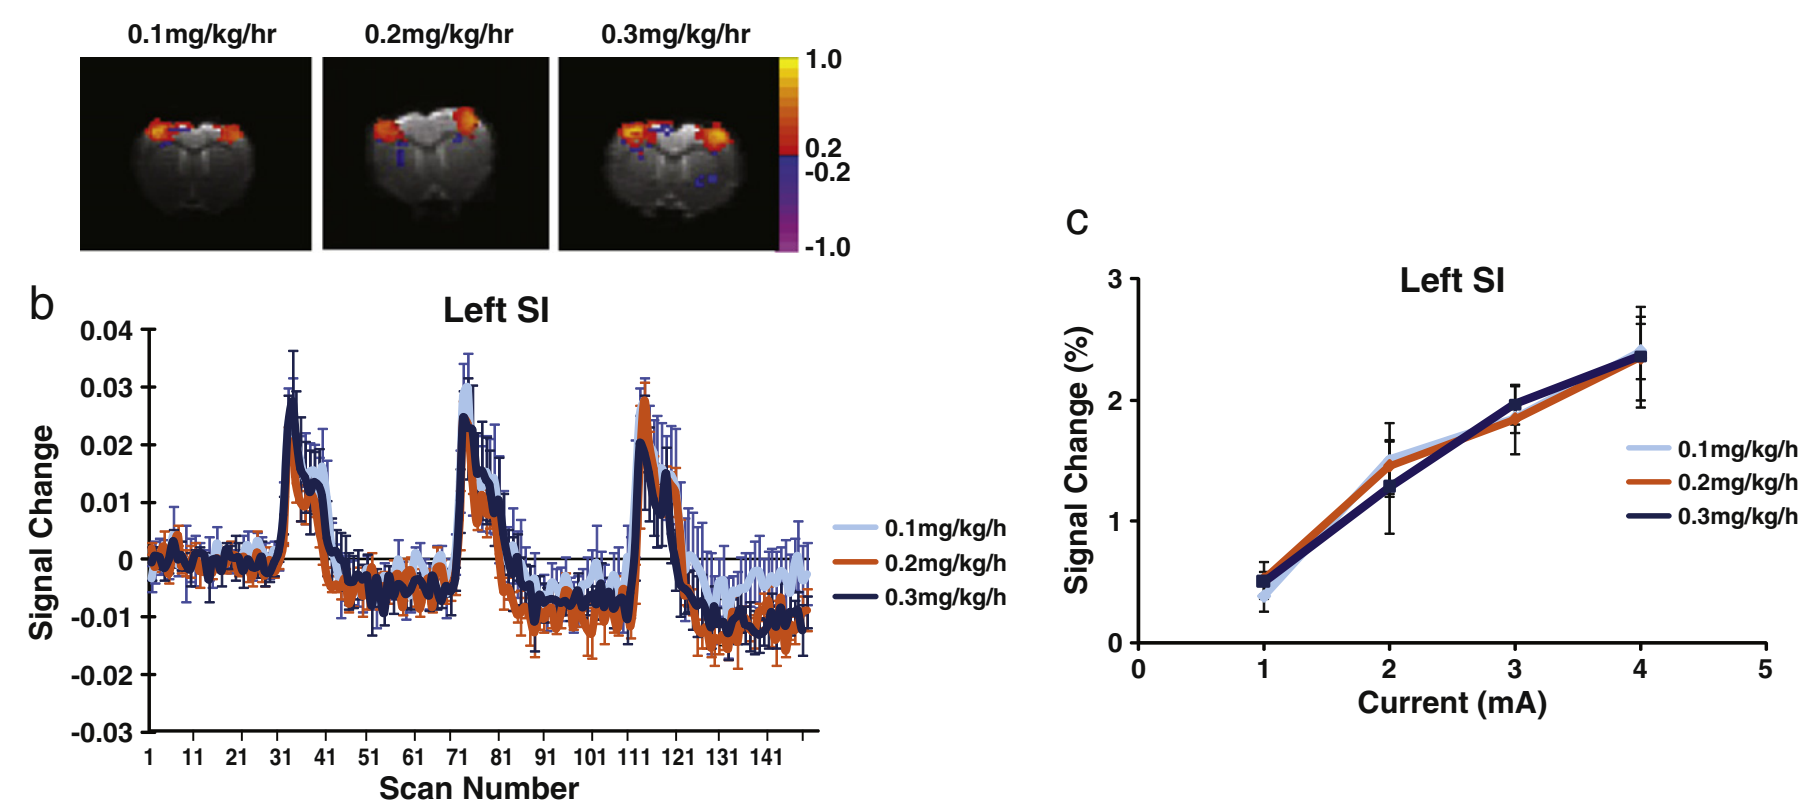 0.1mg/kg/hr 0.2mg/kg/hr 0.3mg/kg/hr
1.0
0.2
-0.2
-1.0
b
Left SI
0.04
0.03
0.02
0.01
0
-0.01
-0.02
-0.03
Signal Change
1 11 21 31 41 51 61 71 81 91 101 111 121 131 141
Scan Number
0.1mg/kg/h
0.2mg/kg/h
0.3mg/kg/h
c
Left SI
3
2
1
0
Signal Change (%)
0 1 2 3 4 5
Current (mA)
0.1mg/kg/h
0.2mg/kg/h
0.3mg/kg/h